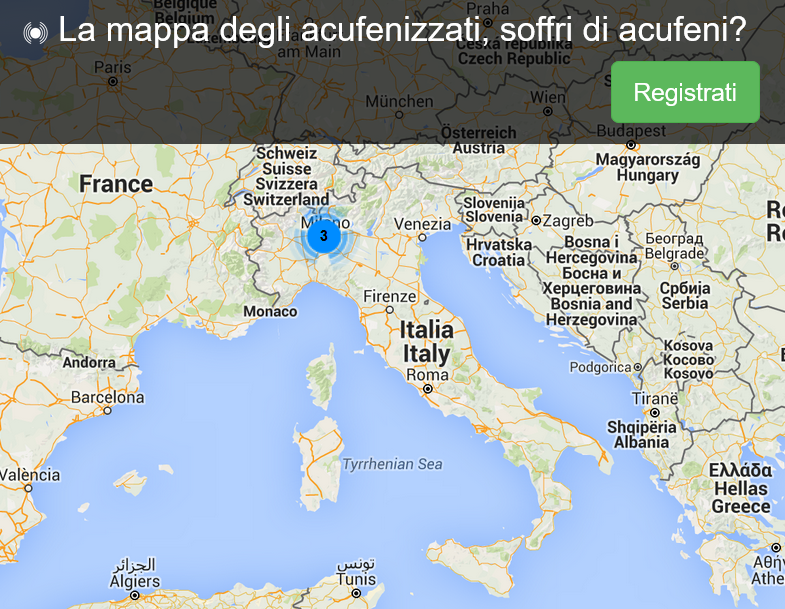 Belgique
Belgien
Praha
La mappa degli acufenizzati, soffri di acufeni?
am Main
Česká republika
Czech Republic
Paris
Registrati
München
Wien
Österreich
Austria
Budapest
Magyarország
Hungary
Schweiz
Suisse
Svizzera
Switzerland
France
Slovenija
Slovenia
Zagreb
Milano
3
Venezia
Hrvatska
Croatia
Bosna i
Hercegovina
Босна и
Херцеговина
Bosnia and
Herzegovina
Београд
Belgrade
Србија
Serbia
Firenze
Monaco
Italia
Italy
Kosova
Косово
Kosovo
Andorra
Podgorica
Roma
Barcelona
Tiranë
Shqipëria
Albania
Tyrrhenian Sea
València
Ελλάδα
Hellas
Greece
الجزائر
Algiers
تونس
Tunis